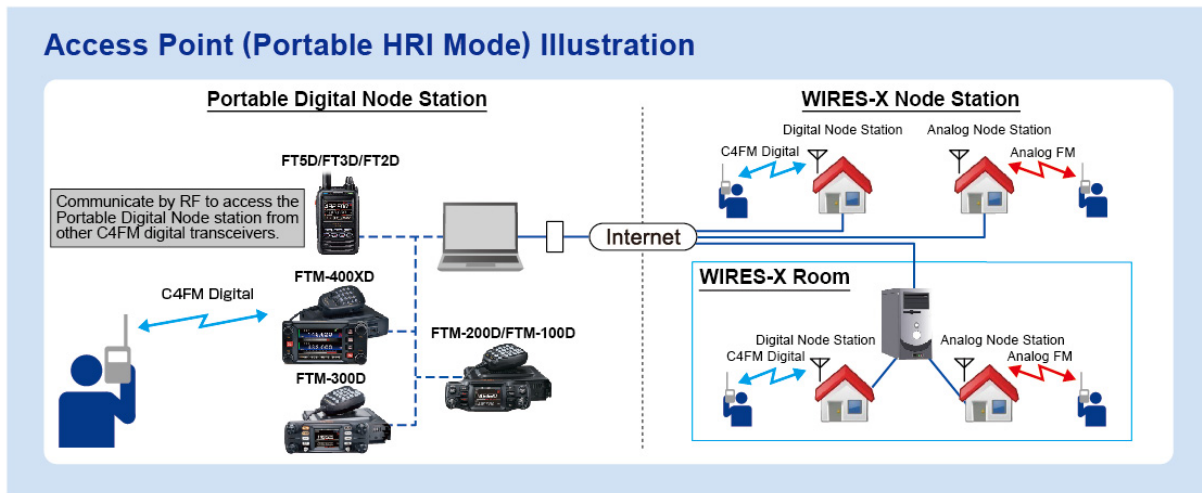 Access Point (Portable HRI Mode) Illustration
Portable Digital Node Station
FT5D/FT3D/FT2D
Communicate by RF to access the
Portable Digital Node station from
other C4FM digital transceivers.
FTM-400XD
C4FM Digital
FTM-200D/FTM-100D
FTM-300D
Internet
WIRES-X Node Station
Digital Node Station
Analog Node Station
C4FM Digital
Analog FM
WIRES-X Room
Digital Node Station
Analog Node Station
C4FM Digital
Analog FM